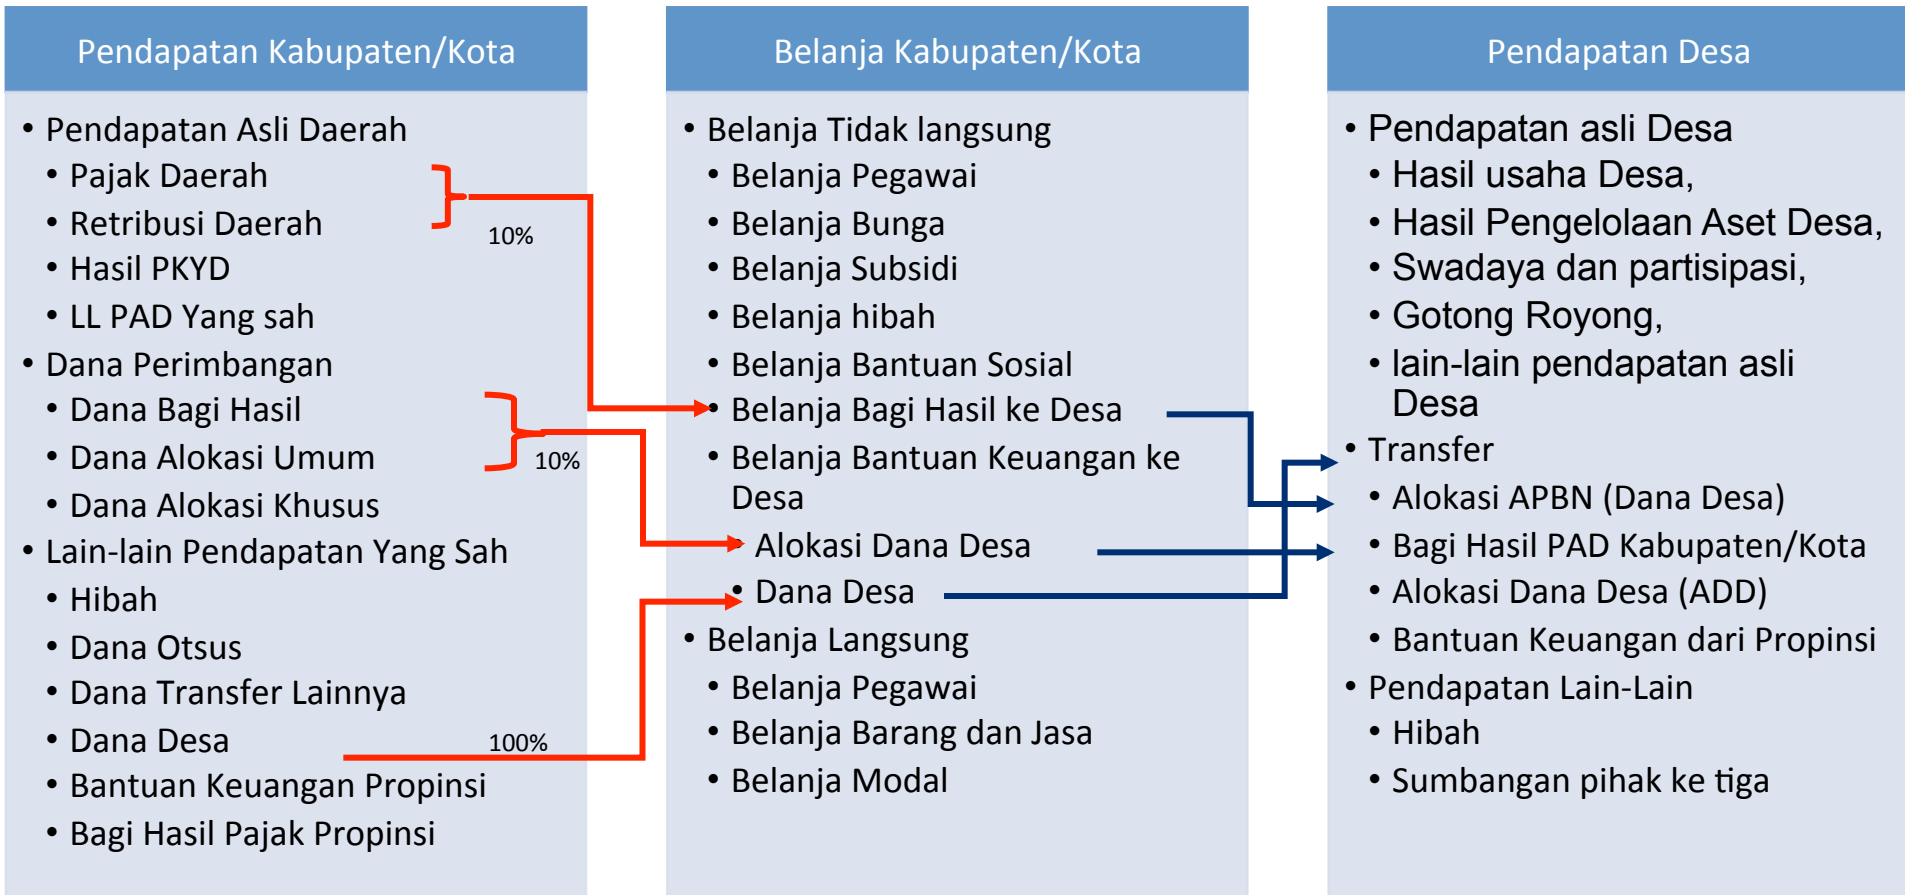 Pendapatan Kabupaten/Kota
• Pendapatan Asli Daerah
• Pajak Daerah
• Retribusi Daerah
10%
• Hasil PKYD
• LL PAD Yang sah
• Dana Perimbangan
• Dana Bagi Hasil
• Dana Alokasi Umum
10%
• Dana Alokasi Khusus
• Lain-lain Pendapatan Yang Sah
• Hibah
• Dana Otsus
• Dana Transfer Lainnya
• Dana Desa
100%
• Bantuan Keuangan Propinsi
• Bagi Hasil Pajak Propinsi
Belanja Kabupaten/Kota
• Belanja Tidak langsung
• Belanja Pegawai
• Belanja Bunga
• Belanja Subsidi
• Belanja hibah
• Belanja Bantuan Sosial
• Belanja Bagi Hasil ke Desa
• Belanja Bantuan Keuangan ke
Desa
• Alokasi Dana Desa
• Dana Desa
• Belanja Langsung
• Belanja Pegawai
• Belanja Barang dan Jasa
• Belanja Modal
Pendapatan Desa
• Pendapatan asli Desa
• Hasil usaha Desa,
• Hasil Pengelolaan Aset Desa,
• Swadaya dan partisipasi,
• Gotong Royong,
• lain-lain pendapatan asli
Desa
• Transfer
• Alokasi APBN (Dana Desa)
• Bagi Hasil PAD Kabupaten/Kota
• Alokasi Dana Desa (ADD)
• Bantuan Keuangan dari Propinsi
• Pendapatan Lain-Lain
• Hibah
• Sumbangan pihak ke tiga